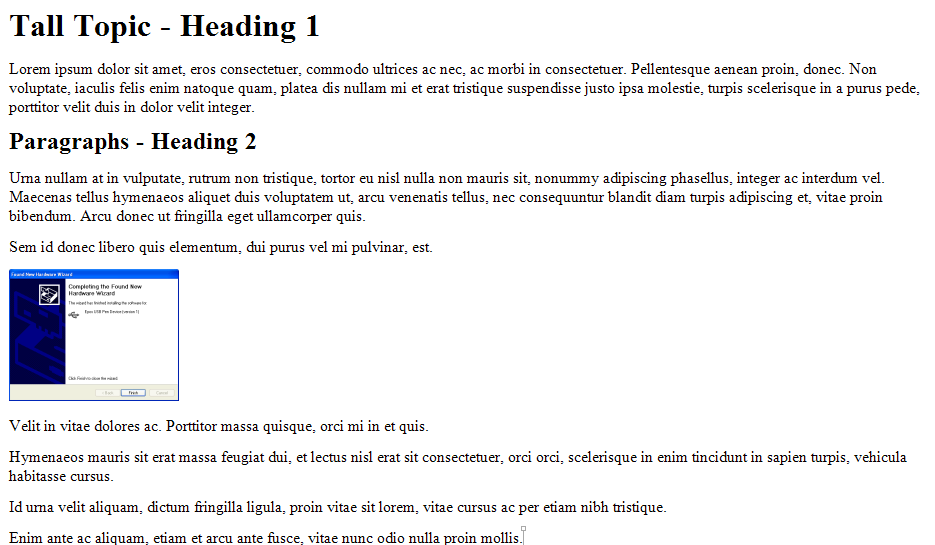 Tall Topic - Heading 1
Lorem ipsum dolor sit amet, eros consectetuer, commodo ultrices ac nec, ac morbi in consectetuer. Pellentesque aenean proin, donec. Non
voluptate, iaculis felis enim natoque quam, platea dis nullam mi et erat tristique suspendisse justo ipsa molestie, turpis scelerisque in a purus pede,
porttitor velit duis in dolor velit integer.
Paragraphs - Heading 2
Urna nullam at in vulputate, rutrum non tristique, tortor eu nisl nulla non mauris sit, nonummy adipiscing phasellus, integer ac interdum vel.
Maecenas tellus hymenaeos aliquet duis voluptatem ut, arcu venenatis tellus, nec consequuntur blandit diam turpis adipiscing et, vitae proin
bibendum. Arcu donec ut fringilla eget ullamcorper quis.
Sem id donec libero quis elementum, dui purus vel mi pulvinar, est.
Found New Hardware Wizard
Completing the Found New
Hardware Wizard
The wizard has finished installing the software for:
Epos USB Pen Device (version 1)
Click Finish to close the wizard.
< Back Finish Cancel
Velit in vitae dolores ac. Porttitor massa quisque, orci mi in et quis.
Hymenaeos mauris sit erat massa feugiat dui, et lectus nisl erat sit consectetuer, orci orci, scelerisque in enim tincidunt in sapien turpis, vehicula
habitasse cursus.
Id urna velit aliquam, dictum fringilla ligula, proin vitae sit lorem, vitae cursus ac per etiam nibh tristique.
Enim ante ac aliquam, etiam et arcu ante fusce, vitae nunc odio nulla proin mollis.